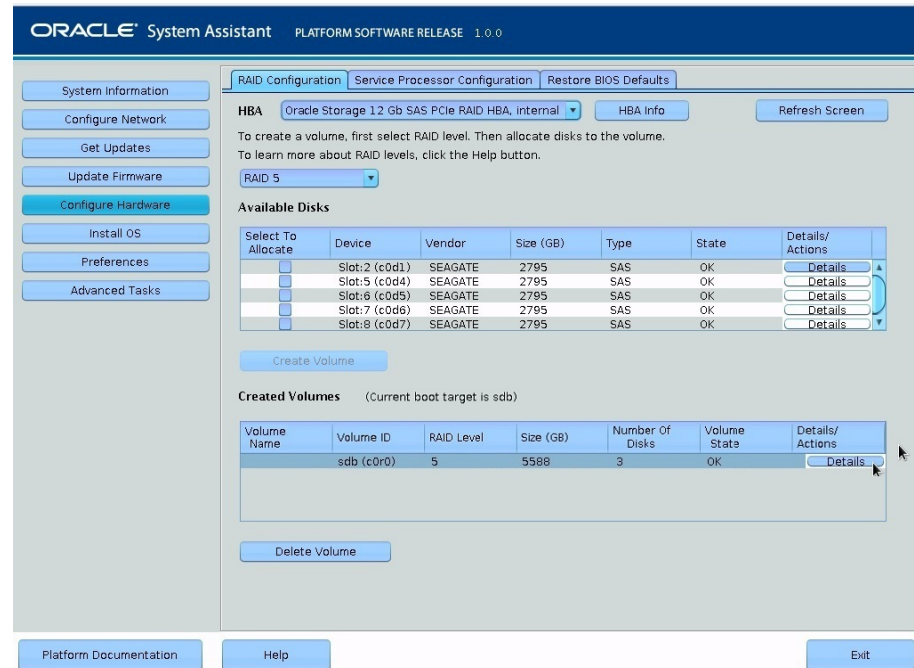 ORACLE® System Assistant PLATFORM SOFTWARE RELEASE 1.0.0
System Information
Configure Network
Get Updates
Update Firmware
Configure Hardware
Install OS
Preferences
Advanced Tasks
RAID Configuration Service Processor Configuration Restore BIOS Defaults
HBA Oracle Storage 12 Gb SAS PCIe RAID HBA, internal HBA Info Refresh Screen
To create a volume, first select RAID level. Then allocate disks to the volume.
To learn more about RAID levels, click the Help button.
RAID 5
Available Disks
Select To Allocate Device Vendor Size (GB) Type State Details/ Actions
Slot:2 (c0d1) SEAGATE 2795 SAS OK Details
Slot:5 (c0d4) SEAGATE 2795 SAS OK Details
Slot:6 (c0d5) SEAGATE 2795 SAS OK Details
Slot:7 (c0d6) SEAGATE 2795 SAS OK Details
Slot:8 (c0d7) SEAGATE 2795 SAS OK Details
Create Volume
Created Volumes (Current boot target is sdb)
Volume Name Volume ID RAID Level Size (GB) Number Of Disks Volume State Details/ Actions
sdb (c0r0) 5 5588 3 OK Details
Delete Volume
Platform Documentation Help Exit